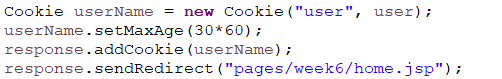 Cookie userName = new Cookie("user", user);
userName.setMaxAge(30*60);
response.addCookie(userName);
response.sendRedirect("pages/week6/home.jsp");